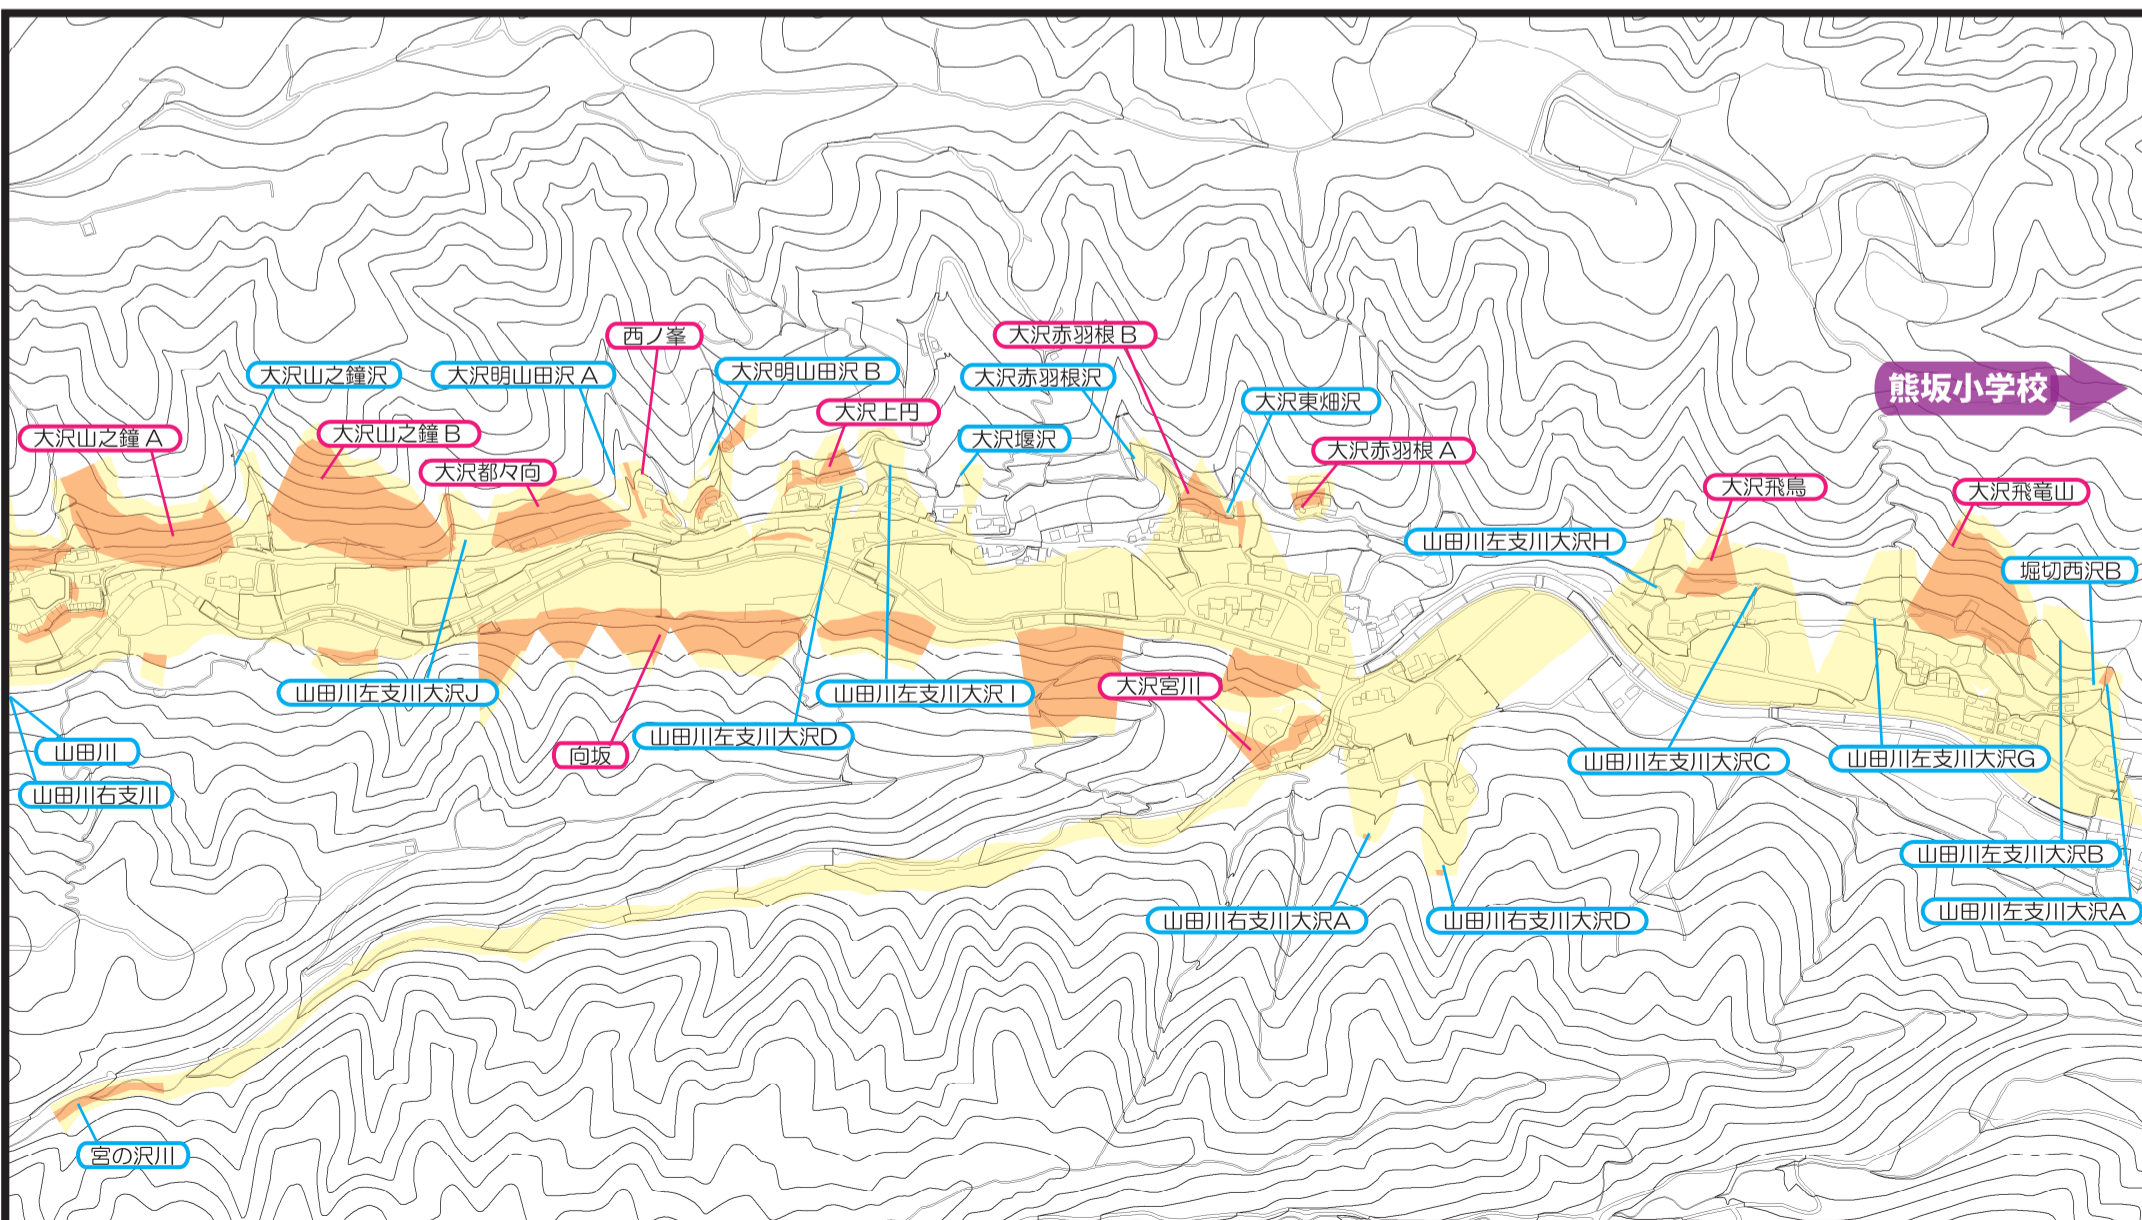 西ノ峯
大沢赤羽根 B
大沢山之鐘沢
大沢明山田沢 A
大沢明山田沢 B
大沢赤羽根沢
熊坂小学校
大沢東畑沢
大沢上円
大沢山之鐘 A
大沢山之鐘 B
大沢堰沢
大沢赤羽根 A
大沢都々向
大沢飛鳥
大沢飛竜山
山田川左支川大沢H
堀切西沢B
大沢宮川
山田川左支川大沢J
山田川左支川大沢 I
山田川左支川大沢D
山田川
向坂
山田川左支川大沢C
山田川左支川大沢G
山田川右支川
山田川左支川大沢B
山田川右支川大沢A
山田川右支川大沢D
山田川左支川大沢A
宮の沢川